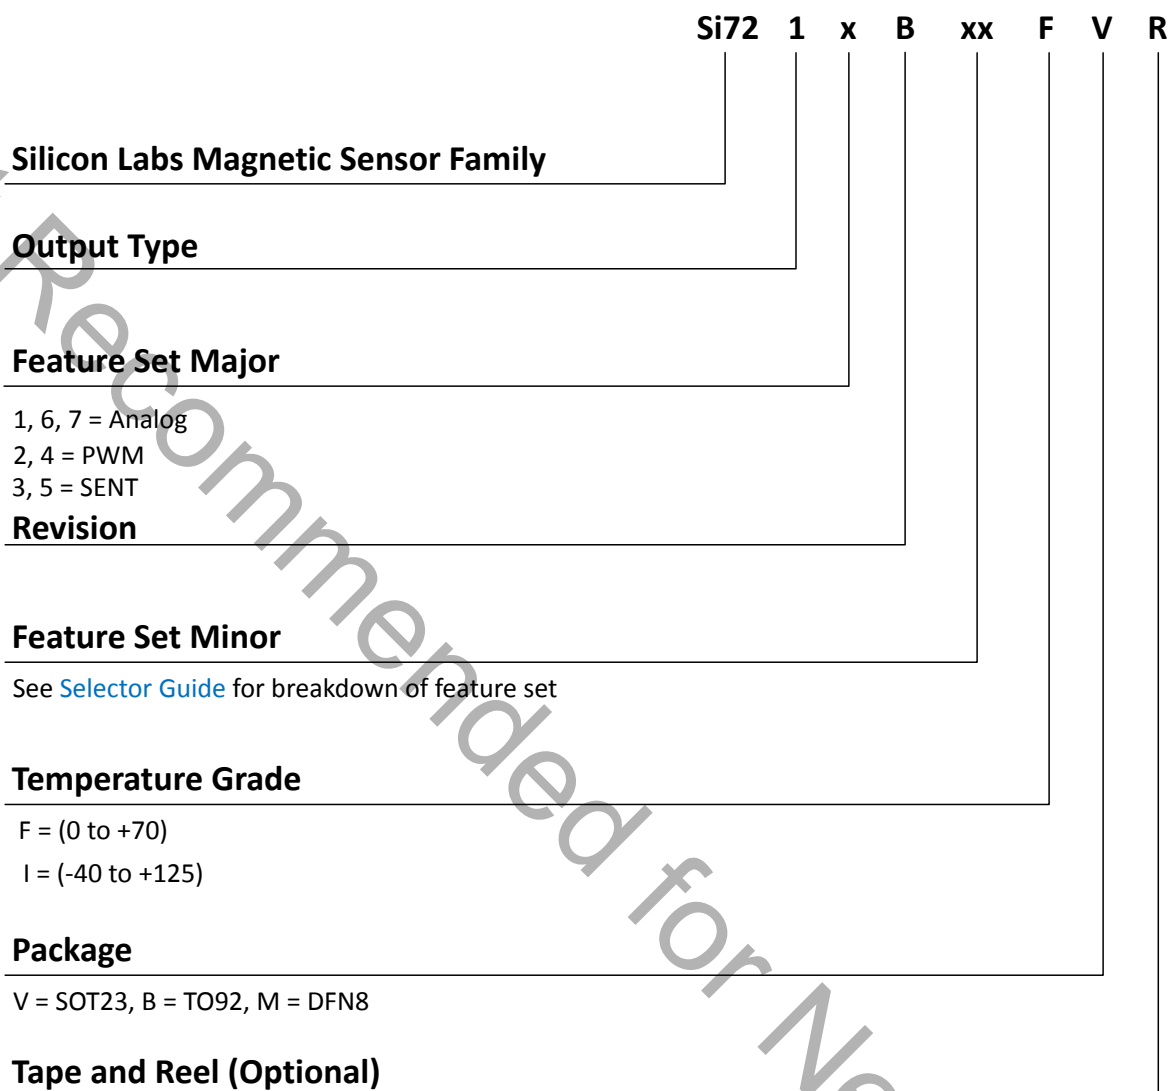 Si72 1 x B xx F V R
Silicon Labs Magnetic Sensor Family
Output Type
Feature Set Major
1, 6, 7 = Analog
2, 4 = PWM
3, 5 = SENT
Revision
Feature Set Minor
See Selector Guide for breakdown of feature set
Temperature Grade
F = (0 to +70)
I = (-40 to +125)
Package
V = SOT23, B = TO92, M = DFN8
Tape and Reel (Optional)
Recommended for